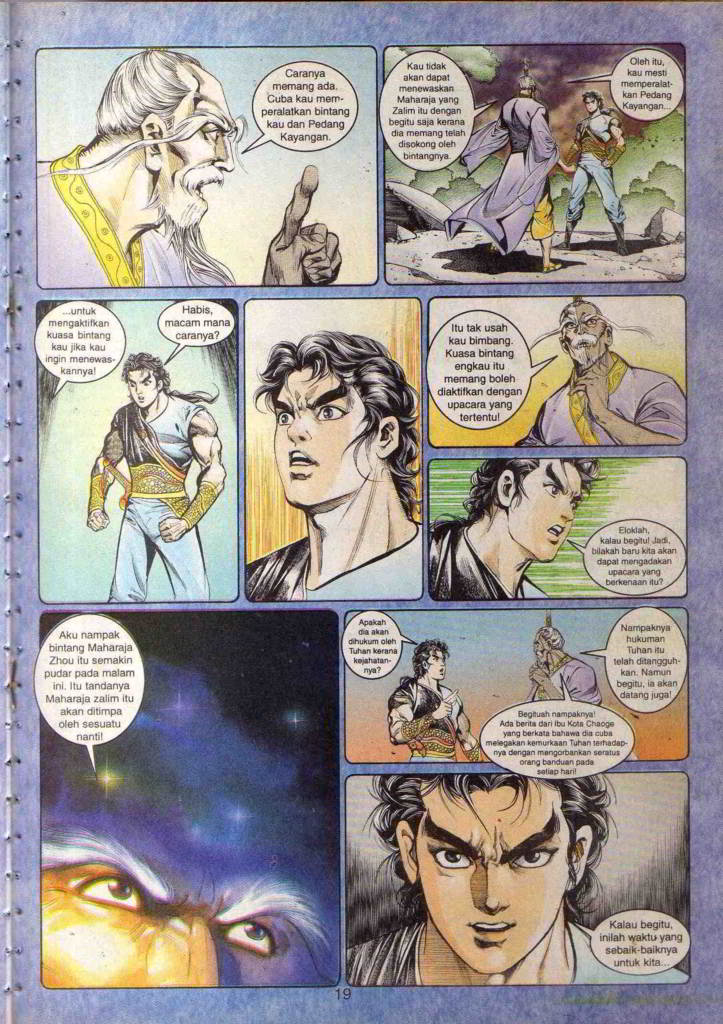 Caranya
memang ada.
Cuba kau mem-
peralatkan bintang
kau dan Pedang
Kayangan.
Kau tidak
akan dapat
menewaskan
Maharaja yang
Zalim itu dengan
begitu saja kerana
dia memang telah
disokong oleh
bintangnya.
Oleh itu,
kau mesti
memperalat-
kan Pedang
Kayangan...
...untuk
mengaktifkan
kuasa bintang
kau jika kau
ingin menewas-
kannya!
Habis,
macam mana
caranya?
Itu tak usah
kau bimbang.
Kuasa bintang
engkau itu
memang boleh
diaktifkan dengan
upacara yang
tertentu!
Eloklah,
kalau begitu! Jadi,
bilakah baru kita akan
dapat mengadakan
upacara yang
berkenaan itu?
Aku nampak
bintang Maharaja
Zhou itu semakin
pudar pada malam
ini. Itu tandanya
Maharaja zalim itu
akan ditimpa
oleh sesuatu
nanti!
Apakah
dia akan
dihukum oleh
Tuhan kerana
kejahatan-
nya?
Nampaknya
hukuman
Tuhan itu
telah ditangguh-
kan. Namun
begitu, ia akan
datang juga!
Begituah nampaknya!
Ada berita dari Ibu Kota Chaoge
yang berkata bahawa dia cuba
melegakan kemurkaan Tuhan terhadap-
nya dengan mengorbankan seratus
orang banduan pada
setiap hari!
Kalau begitu,
inilah waktu yang
sebaik-baiknya
untuk kita...
19